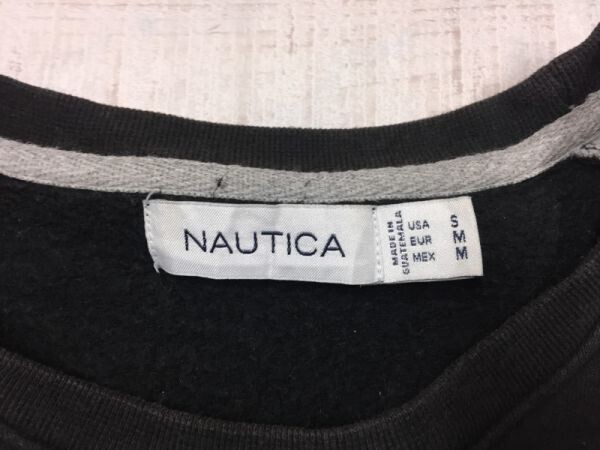 NAUTICA
MADE IN
GUATEMALA
USA S
EUR M
MEX M